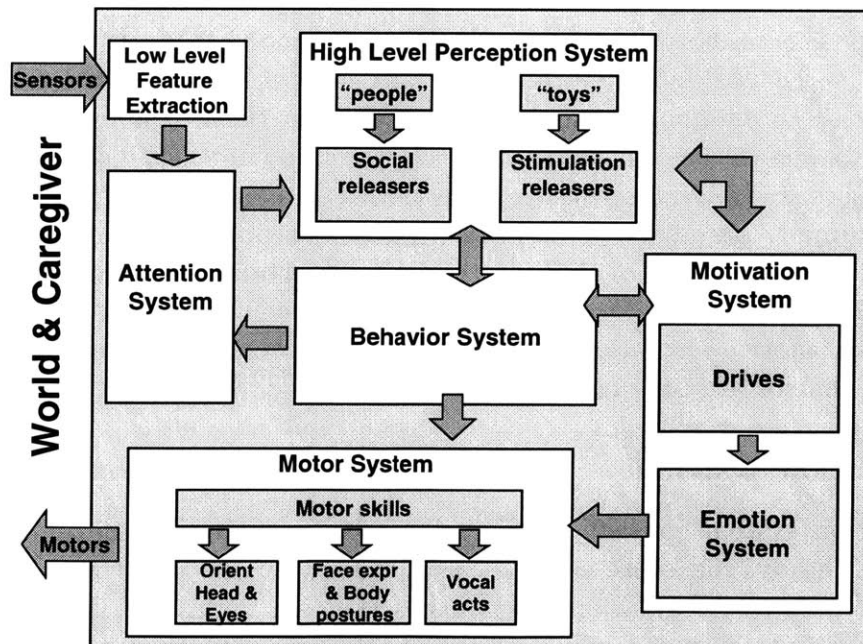 Sensors
Low Level
Feature
Extraction
High Level Perception System
“people”
“toys”
Social
releasers
Stimulation
releasers
World & Caregiver
Attention
System
Behavior System
Motivation
System
Drives
Emotion
System
Motor System
Motor skills
Orient
Head &
Eyes
Face expr
& Body
postures
Vocal
acts
Motors